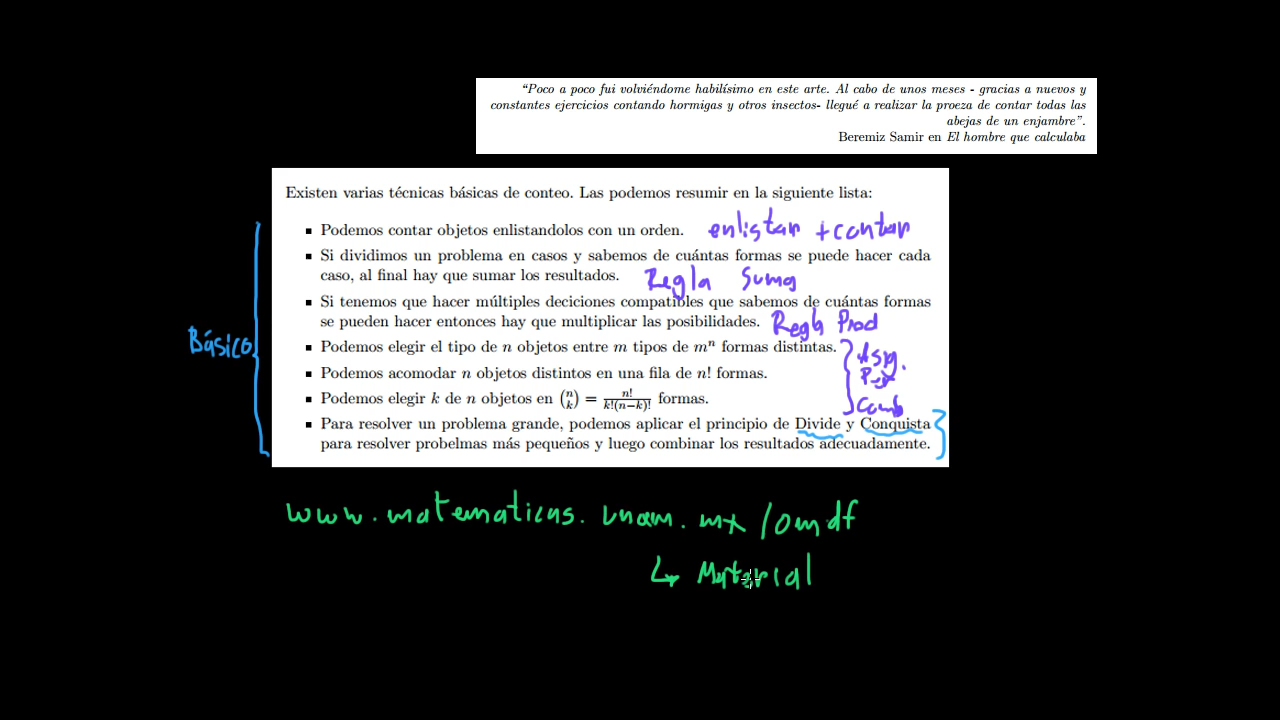 “Poco a poco fui volviéndome habilísimo en este arte. Al cabo de unos meses - gracias a nuevos y
constantes ejercicios contando hormigas y otros insectos- llegué a realizar la proeza de contar todas las
abejas de un enjambre”.
Beremiz Samir en El hombre que calculaba
Existen varias técnicas básicas de conteo. Las podemos resumir en la siguiente lista:
▪ Podemos contar objetos enlistandolos con un orden. enlistar + contar
▪ Si dividimos un problema en casos y sabemos de cuántas formas se puede hacer cada
caso, al final hay que sumar los resultados. Regla Suma
▪ Si tenemos que hacer múltiples deciciones compatibles que sabemos de cuántas formas
se pueden hacer entonces hay que multiplicar las posibilidades. Regla Prod
Básico
▪ Podemos elegir el tipo de n objetos entre m tipos de mⁿ formas distintas. Asig.
▪ Podemos acomodar n objetos distintos en una fila de n! formas. Per
▪ Podemos elegir k de n objetos en (n k) = n!/k!(n−k)! formas. Comb
▪ Para resolver un problema grande, podemos aplicar el principio de Divide y Conquista
para resolver probelmas más pequeños y luego combinar los resultados adecuadamente.
www.matematicas.unam.mx/omdf
↳ Material